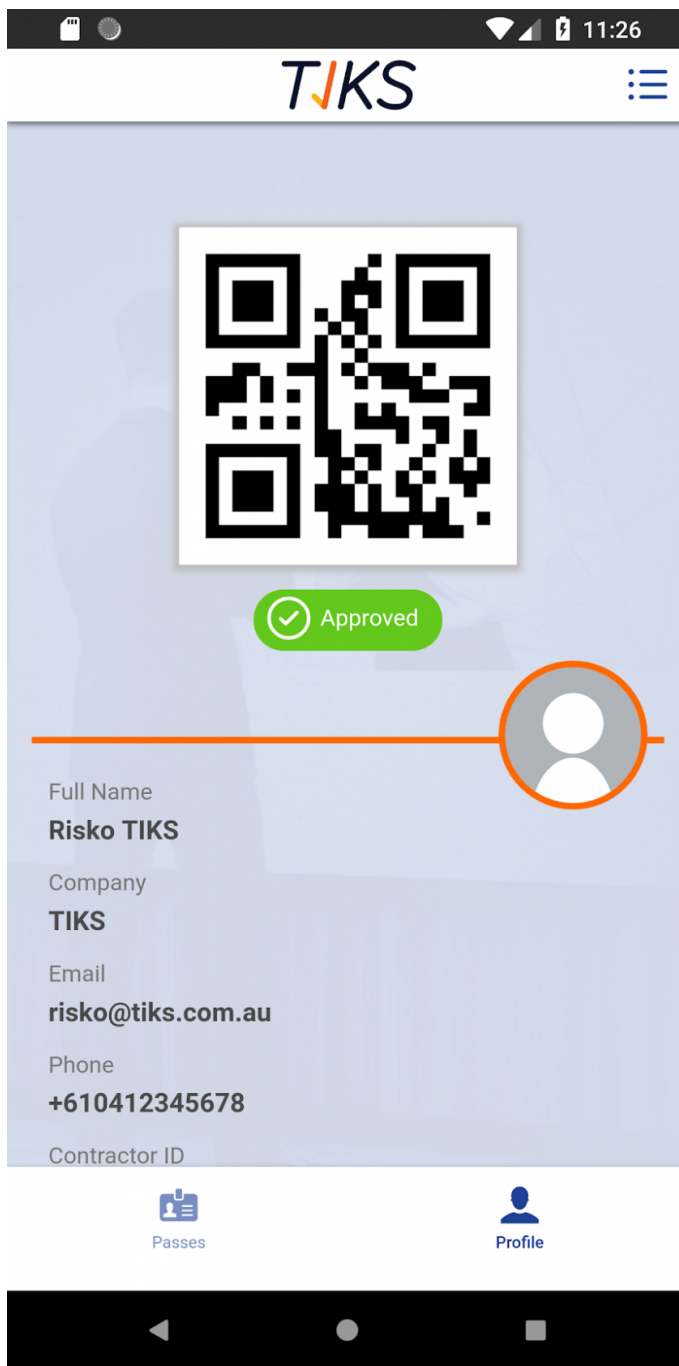 11:26
TIKS
Approved
Full Name
Risko TIKS
Company
TIKS
Email
risko@tiks.com.au
Phone
+610412345678
Contractor ID
Passes
Profile